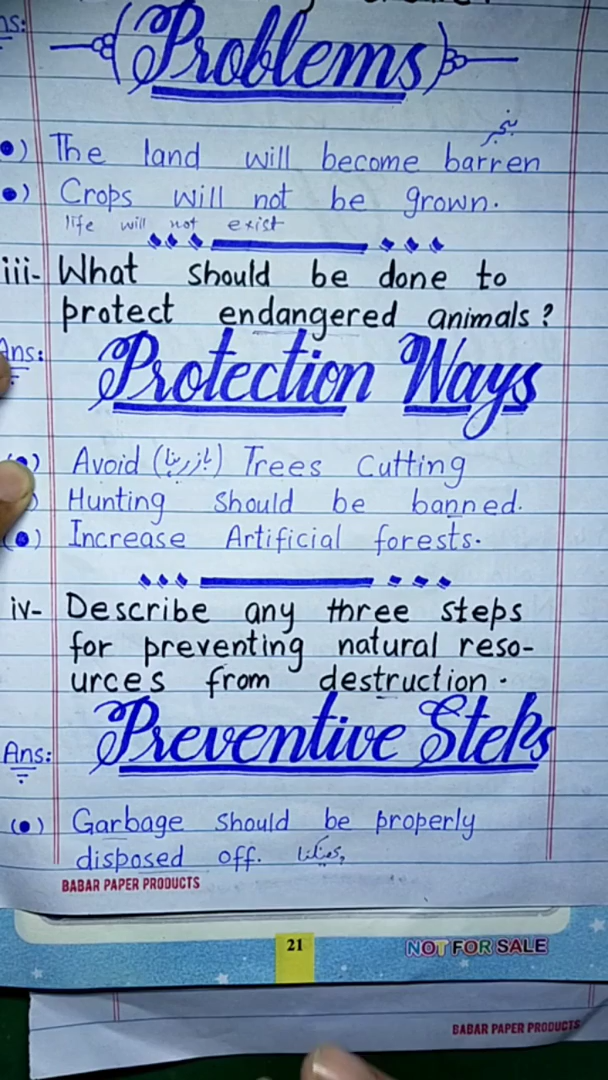 ns:
(Problems)
بنجر
•) The land will become barren
•) Crops will not be grown.
life will not exist
iii- What should be done to
protect endangered animals?
Ans:
Protection Ways
Avoid (باز رہنا) Trees Cutting
Hunting should be banned.
(•) Increase Artificial forests.
iv- Describe any three steps
for preventing natural reso-
urces from destruction.
Ans:
Preventive Steps
(•) Garbage should be properly
disposed off.
BABAR PAPER PRODUCTS
21
NOT FOR SALE
BABAR PAPER PRODUCTS